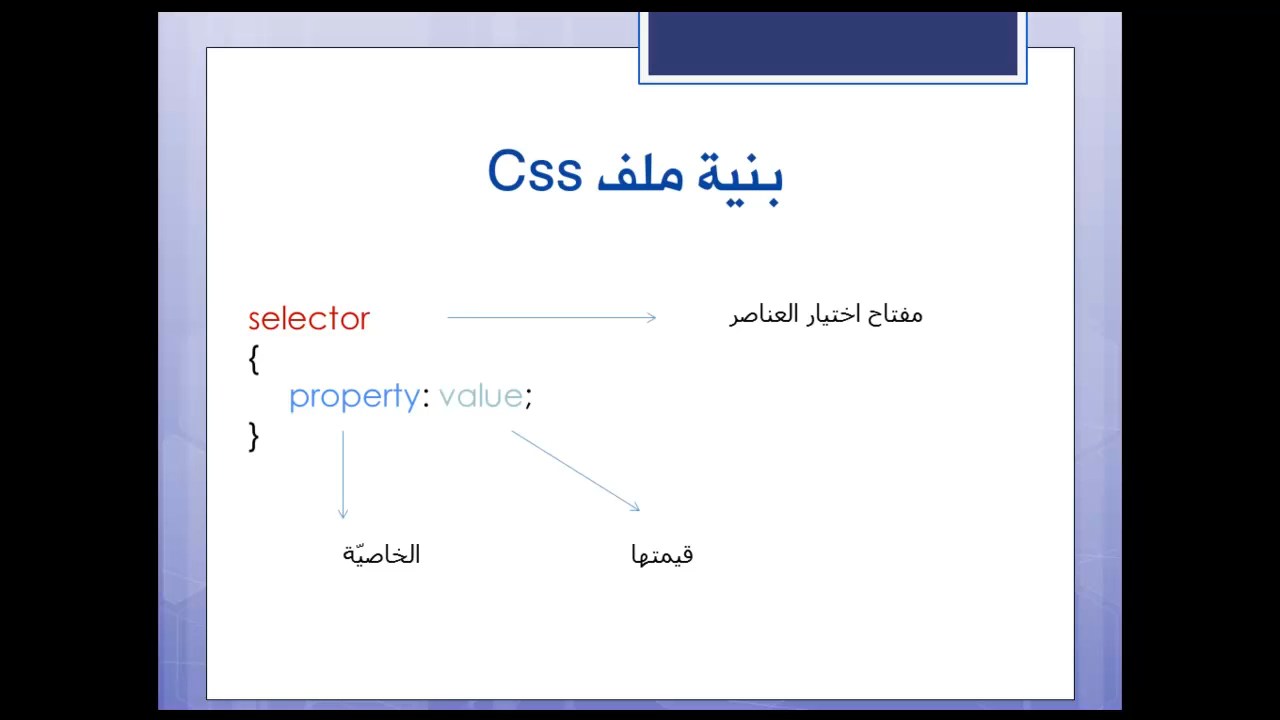 بنية ملف Css
selector
مفتاح اختيار العناصر
{
property: value;
}
الخاصيّة
قيمتها